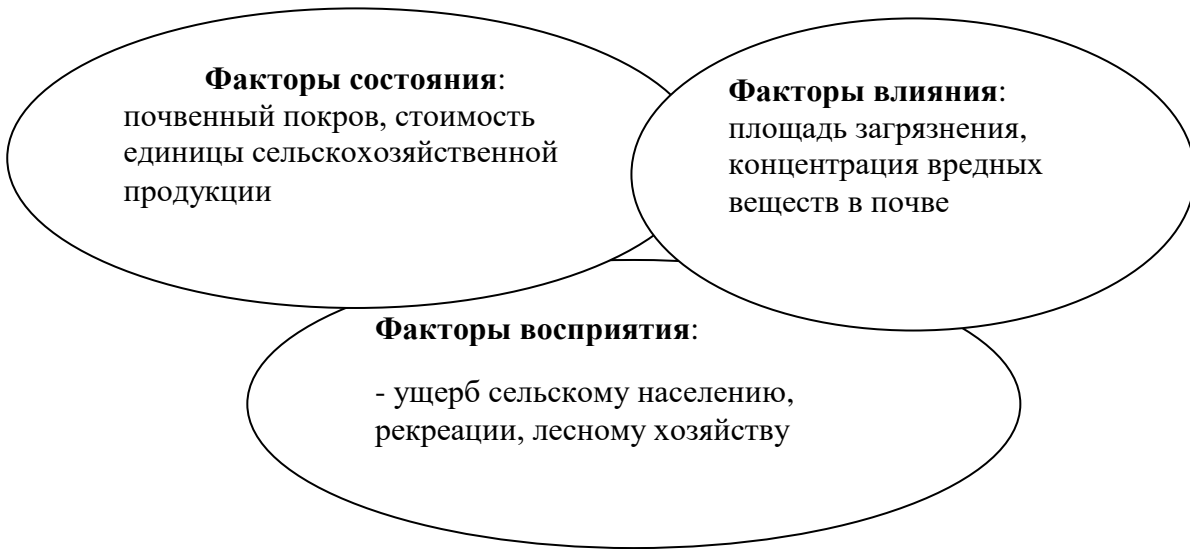 Факторы состояния:
почвенный покров, стоимость
единицы сельскохозяйственной
продукции
Факторы влияния:
площадь загрязнения,
концентрация вредных
веществ в почве
Факторы восприятия:
- ущерб сельскому населению,
рекреации, лесному хозяйству